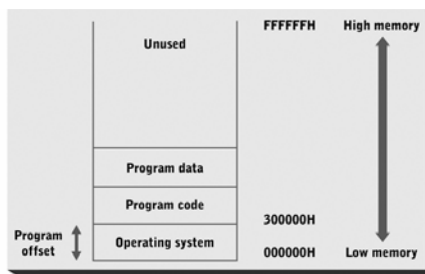 FFFFFFH High memory
Unused
Program data
Program code
300000H
Program offset
Operating system
000000H Low memory